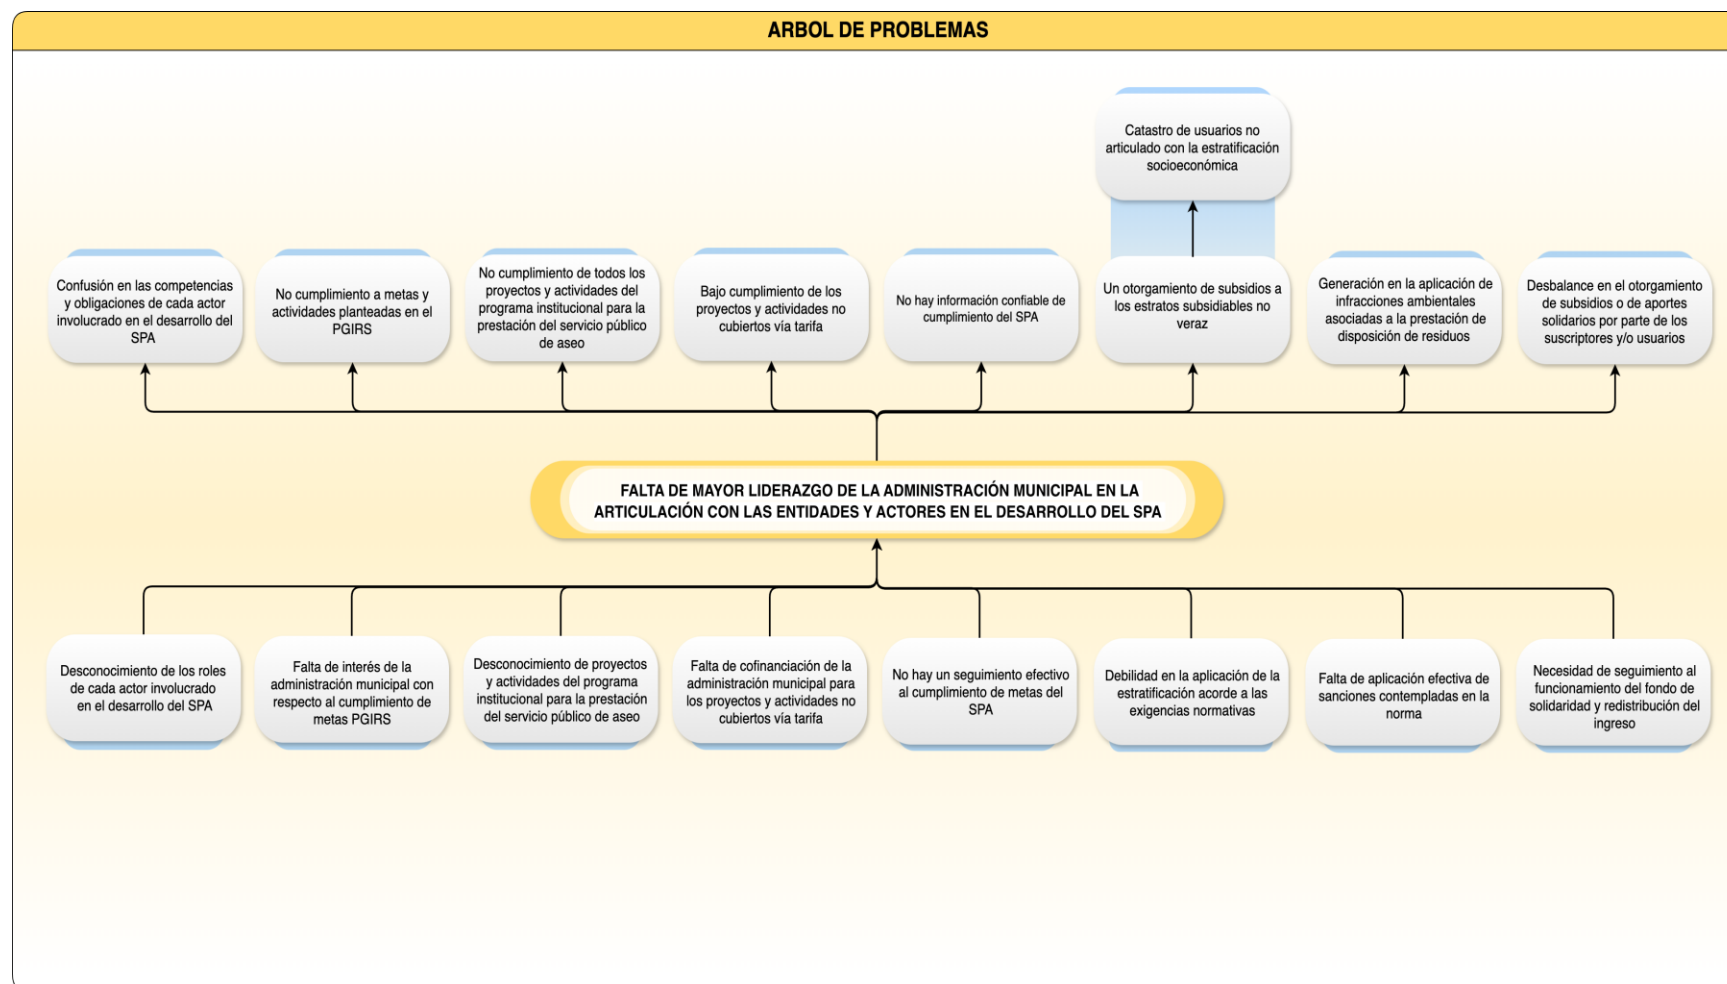 ARBOL DE PROBLEMAS
Catastro de usuarios no
articulado con la estratificación
socioeconómica
Confusión en las competencias
y obligaciones de cada actor
involucrado en el desarrollo del
SPA
No cumplimiento a metas y
actividades planteadas en el
PGIRS
No cumplimiento de todos los
proyectos y actividades del
programa institucional para la
prestación del servicio público
de aseo
Bajo cumplimiento de los
proyectos y actividades no
cubiertos vía tarifa
No hay información confiable de
cumplimiento del SPA
Un otorgamiento de subsidios a
los estratos subsidiables no
veraz
Generación en la aplicación de
infracciones ambientales
asociadas a la prestación de
disposición de residuos
Desbalance en el otorgamiento
de subsidios o de aportes
solidarios por parte de los
suscriptores y/o usuarios
FALTA DE MAYOR LIDERAZGO DE LA ADMINISTRACIÓN MUNICIPAL EN LA
ARTICULACIÓN CON LAS ENTIDADES Y ACTORES EN EL DESARROLLO DEL SPA
Desconocimiento de los roles
de cada actor involucrado
en el desarrollo del SPA
Falta de interés de la
administración municipal con
respecto al cumplimiento de
metas PGIRS
Desconocimiento de proyectos
y actividades del programa
institucional para la prestación
del servicio público de aseo
Falta de cofinanciación de la
administración municipal para
los proyectos y actividades no
cubiertos vía tarifa
No hay un seguimiento efectivo
al cumplimiento de metas del
SPA
Debilidad en la aplicación de la
estratificación acorde a las
exigencias normativas
Falta de aplicación efectiva de
sanciones contempladas en la
norma
Necesidad de seguimiento al
funcionamiento del fondo de
solidaridad y redistribución del
ingreso